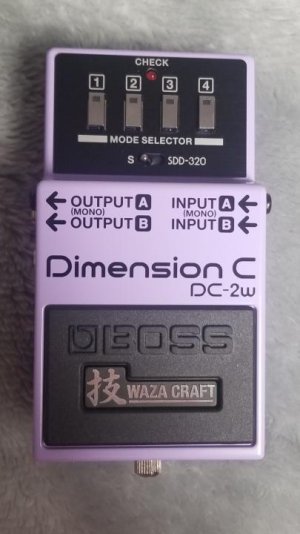 CHECK
1 2 3 4
MODE SELECTOR
S SDD-320
OUTPUT A INPUT A
(MONO) (MONO)
OUTPUT B INPUT B
Dimension C
DC-2w
BOSS
技 WAZA CRAFT